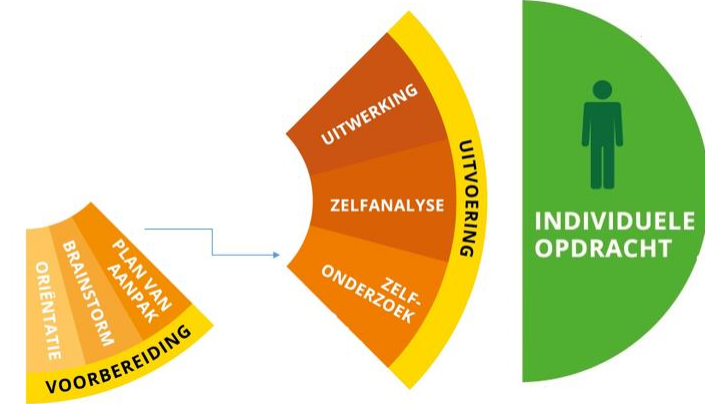 ORIËNTATIE
BRAINSTORM
PLAN VAN
AANPAK
VOORBEREIDING
UITWERKING
ZELFANALYSE
ZELF-
ONDERZOEK
UITVOERING
INDIVIDUELE
OPDRACHT